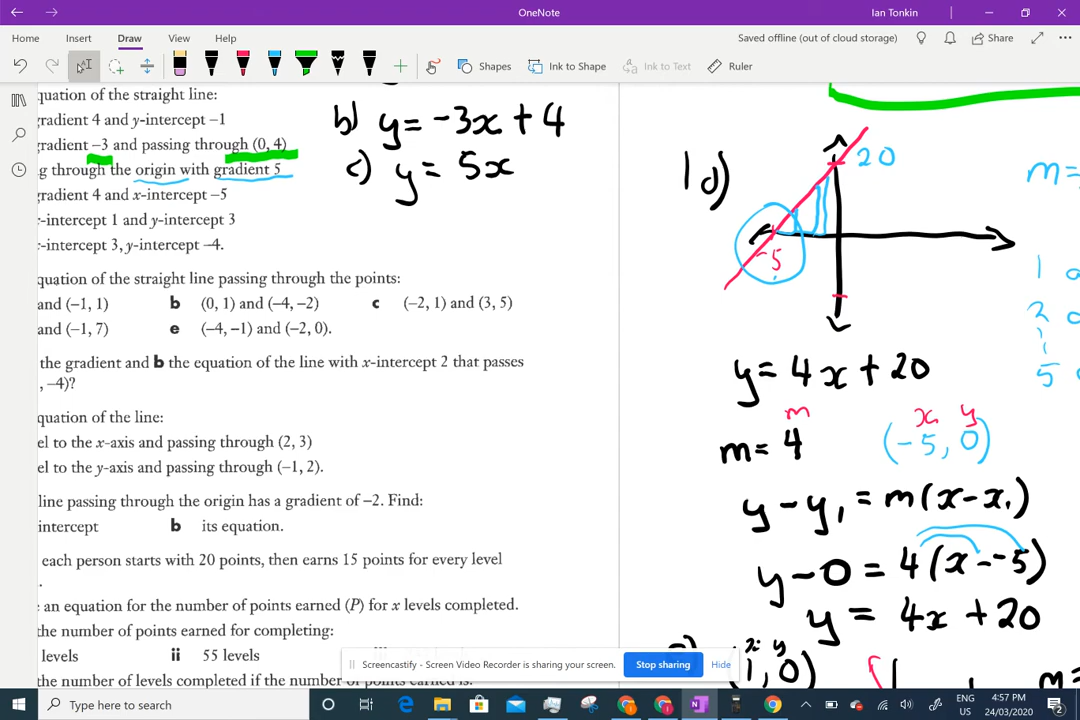 OneNote
Ian Tonkin
Home Insert Draw View Help
Saved offline (out of cloud storage)
Share
Shapes
Ink to Shape
Ink to Text
Ruler
quation of the straight line:
gradient 4 and y-intercept −1
gradient −3 and passing through (0, 4)
g through the origin with gradient 5
gradient 4 and x-intercept −5
-intercept 1 and y-intercept 3
-intercept 3, y-intercept −4.
quation of the straight line passing through the points:
and (−1, 1) b (0, 1) and (−4, −2) c (−2, 1) and (3, 5)
and (−1, 7) e (−4, −1) and (−2, 0).
the gradient and b the equation of the line with x-intercept 2 that passes
, −4)?
quation of the line:
el to the x-axis and passing through (2, 3)
el to the y-axis and passing through (−1, 2).
line passing through the origin has a gradient of −2. Find:
intercept b its equation.
each person starts with 20 points, then earns 15 points for every level
.
e an equation for the number of points earned (P) for x levels completed.
the number of points earned for completing:
levels ii 55 levels
the number of levels completed if the number of points earned is:
b) y = -3x + 4
c) y = 5x
1d)
20
-5
m=
1
2
5
y = 4x + 20
m
m = 4
x y
(-5, 0)
y - y1 = m(x - x1)
y - 0 = 4(x - -5)
y = 4x + 20
x y
(1, 0)
m=
Screencastify - Screen Video Recorder is sharing your screen.
Stop sharing
Hide
Type here to search
ENG
US
4:57 PM
24/03/2020
2